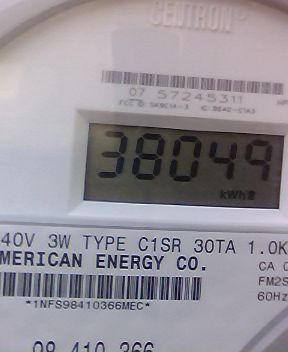 CENTRON®
07 57245311
38049
kWh
40V 3W TYPE C1SR 30TA 1.0K
MERICAN ENERGY CO.
CA
FM2S
60Hz
*1NFS98410366MEC*
98 410 366